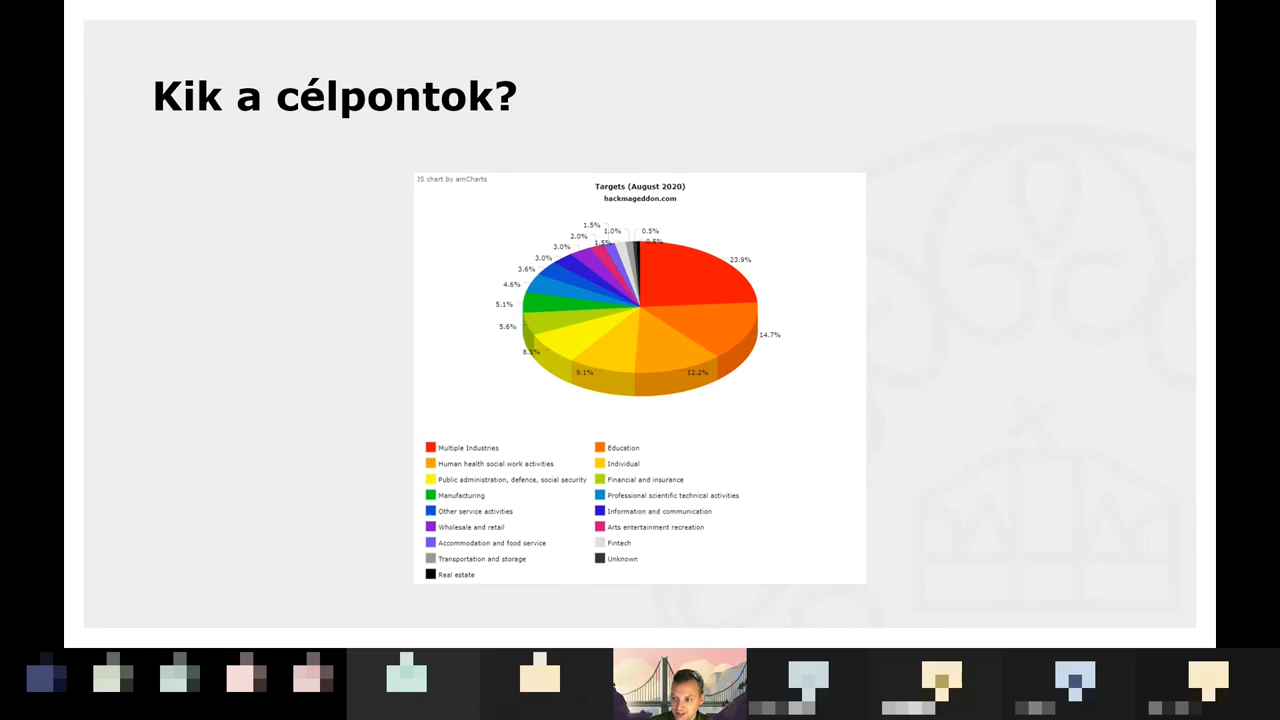 Kik a célpontok?
JS chart by amCharts
Targets (August 2020)
hackmageddon.com
1.5%
1.0%
0.5%
2.0%
1.5%
0.5%
3.0%
3.0%
23.9%
3.6%
4.6%
5.1%
5.6%
14.7%
8.1%
9.1%
12.2%
Multiple Industries
Education
Human health social work activities
Individual
Public administration, defence, social security
Financial and insurance
Manufacturing
Professional scientific technical activities
Other service activities
Information and communication
Wholesale and retail
Arts entertainment recreation
Accommodation and food service
Fintech
Transportation and storage
Unknown
Real estate